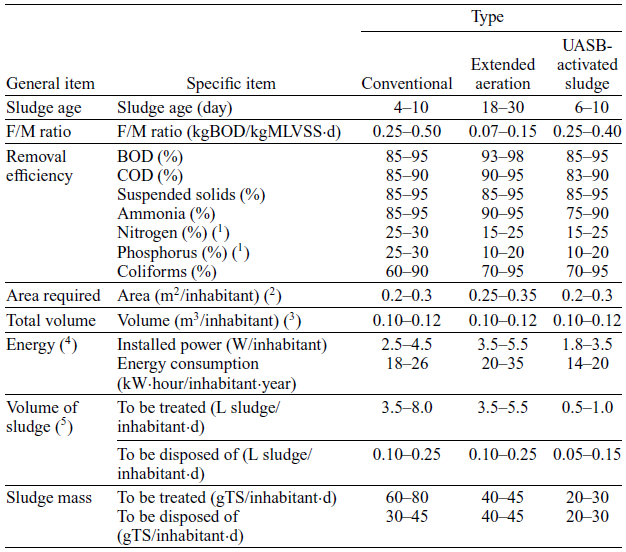 Type
General item Specific item Conventional Extended aeration UASB-activated sludge
Sludge age Sludge age (day) 4–10 18–30 6–10
F/M ratio F/M ratio (kgBOD/kgMLVSS·d) 0.25–0.50 0.07–0.15 0.25–0.40
Removal efficiency BOD (%) 85–95 93–98 85–95
COD (%) 85–90 90–95 83–90
Suspended solids (%) 85–95 85–95 85–95
Ammonia (%) 85–95 90–95 75–90
Nitrogen (%) (¹) 25–30 15–25 15–25
Phosphorus (%) (¹) 25–30 10–20 10–20
Coliforms (%) 60–90 70–95 70–95
Area required Area (m²/inhabitant) (²) 0.2–0.3 0.25–0.35 0.2–0.3
Total volume Volume (m³/inhabitant) (³) 0.10–0.12 0.10–0.12 0.10–0.12
Energy (⁴) Installed power (W/inhabitant) 2.5–4.5 3.5–5.5 1.8–3.5
Energy consumption 18–26 20–35 14–20
(kW·hour/inhabitant·year)
Volume of To be treated (L sludge/ 3.5–8.0 3.5–5.5 0.5–1.0
sludge (⁵) inhabitant·d)
To be disposed of (L sludge/ 0.10–0.25 0.10–0.25 0.05–0.15
inhabitant·d)
Sludge mass To be treated (gTS/inhabitant·d) 60–80 40–45 20–30
To be disposed of 30–45 40–45 20–30
(gTS/inhabitant·d)